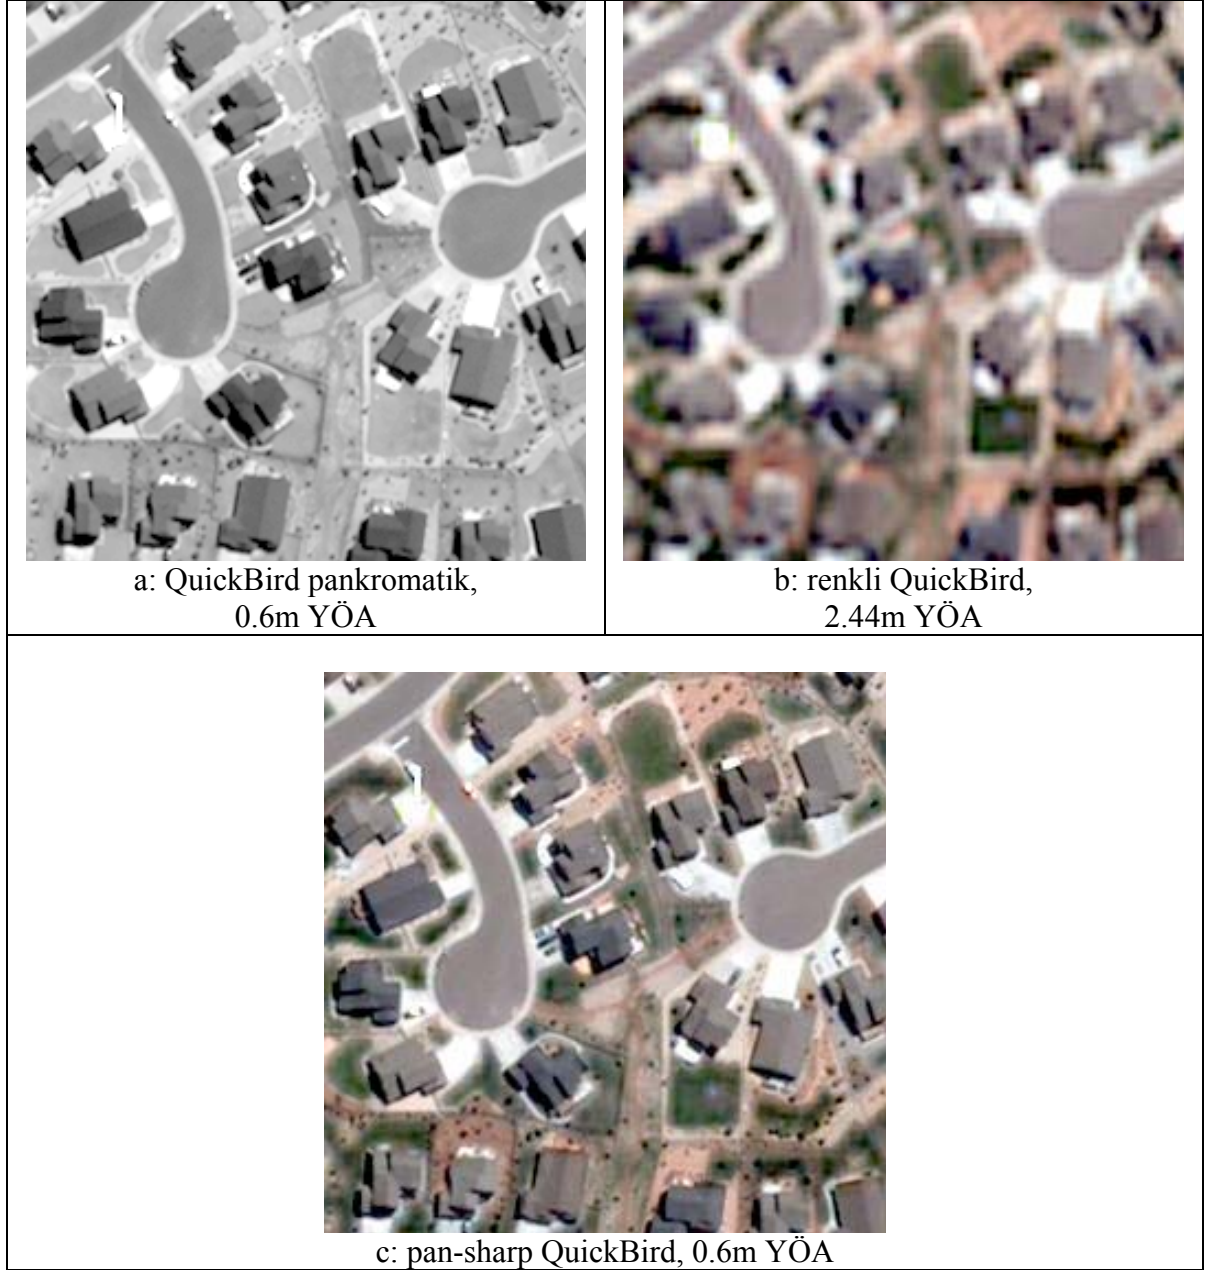 a: QuickBird pankromatik,
0.6m YÖA
b: renkli QuickBird,
2.44m YÖA
c: pan-sharp QuickBird, 0.6m YÖA